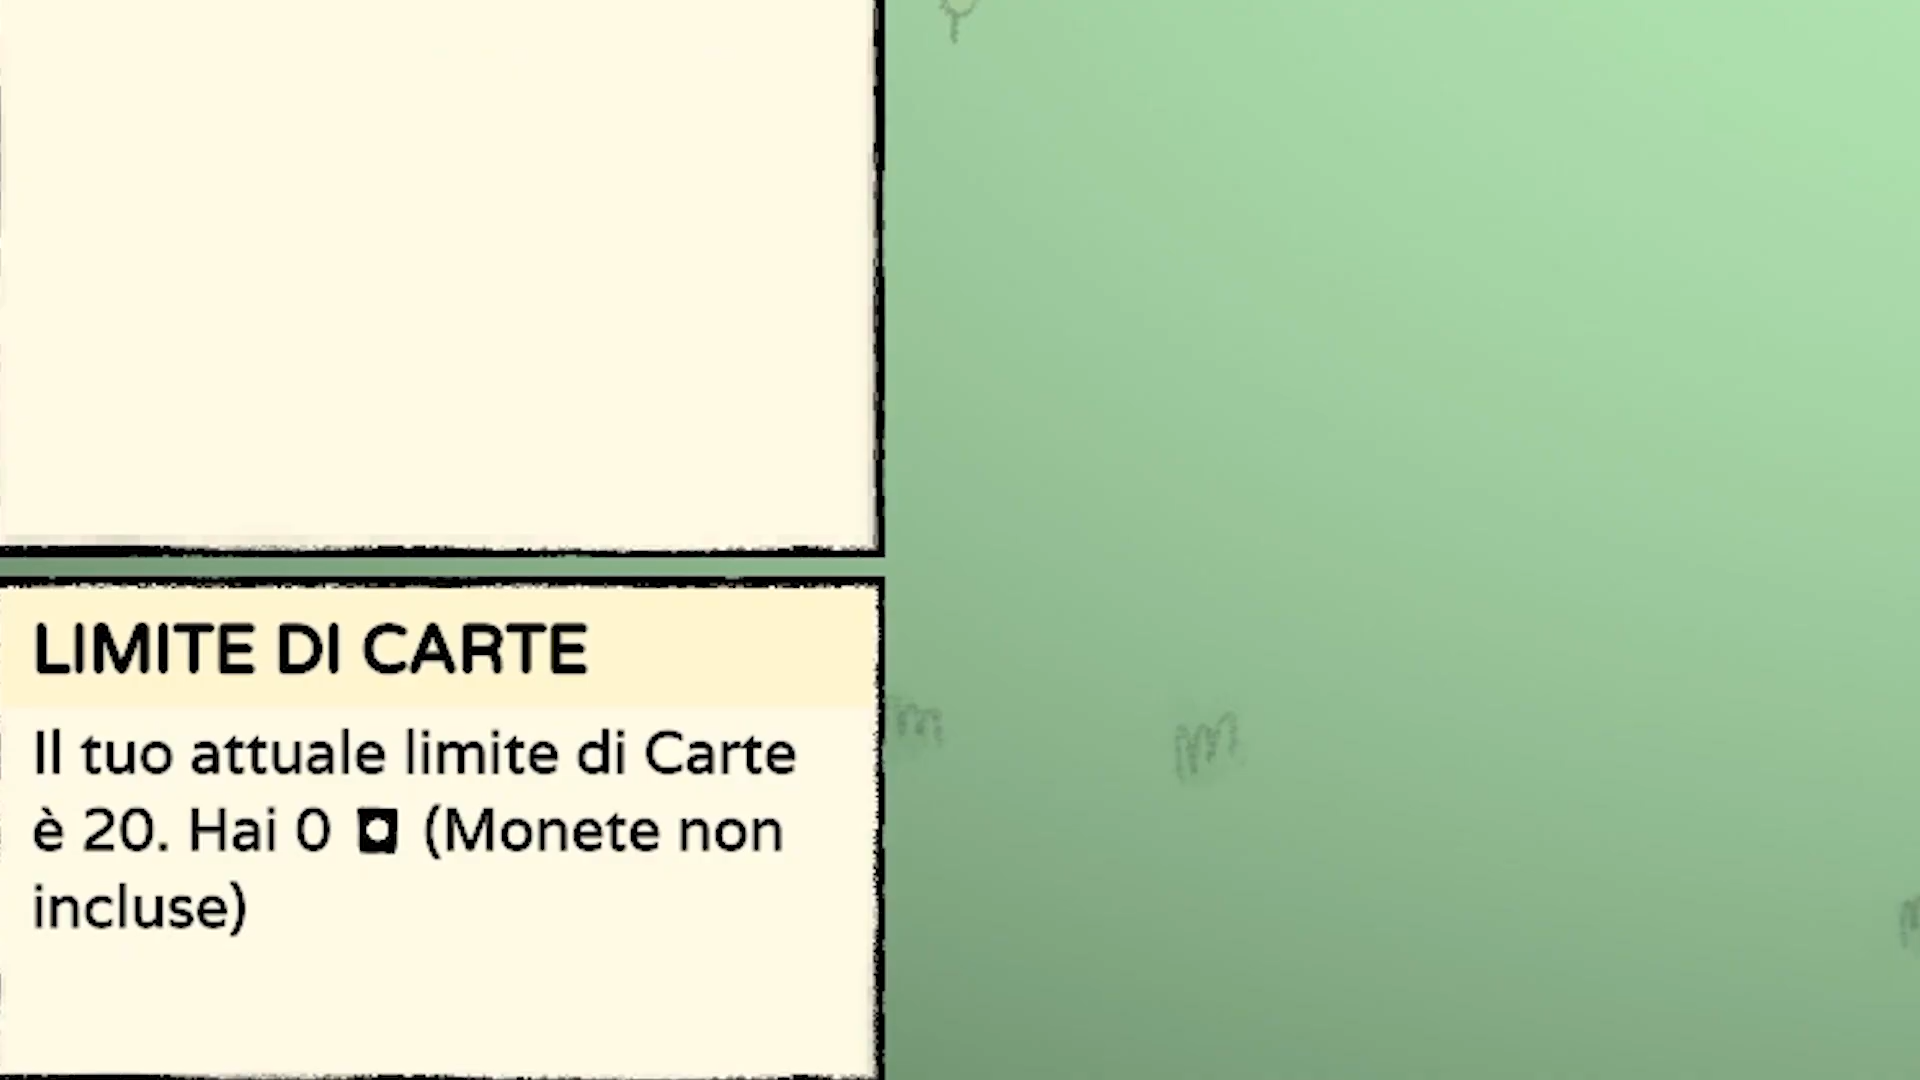 LIMITE DI CARTE
Il tuo attuale limite di Carte
è 20. Hai 0 (Monete non
incluse)